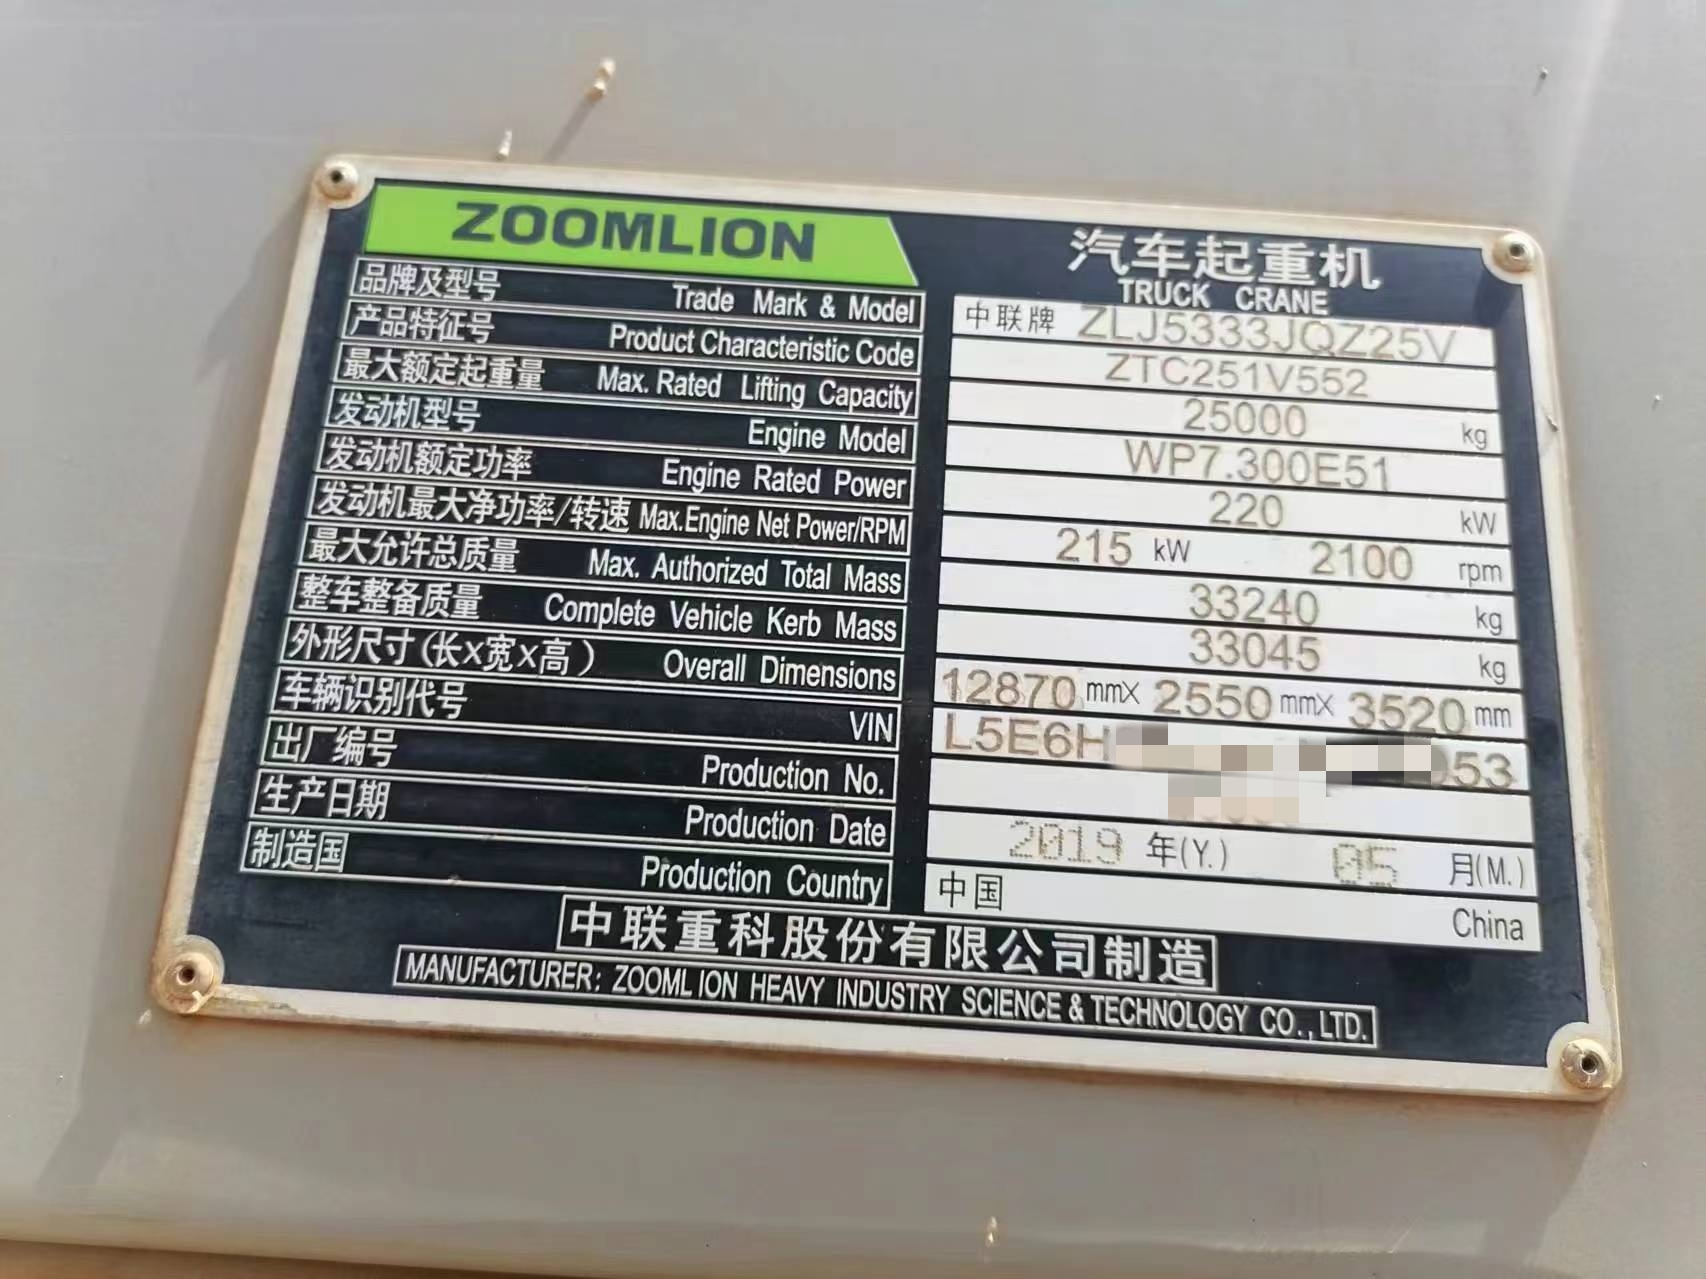 ZOOMLION
汽车起重机
TRUCK CRANE
品牌及型号 Trade Mark & Model 中联牌 ZLJ5333JQZ25V
产品特征号 Product Characteristic Code ZTC251V552
最大额定起重量 Max. Rated Lifting Capacity 25000 kg
发动机型号 Engine Model WP7.300E51
发动机额定功率 Engine Rated Power 220 kW
发动机最大净功率/转速 Max.Engine Net Power/RPM 215 kW 2100 rpm
最大允许总质量 Max. Authorized Total Mass 33240 kg
整车整备质量 Complete Vehicle Kerb Mass 33045 kg
外形尺寸(长X宽X高) Overall Dimensions 12870 mmX 2550 mmX 3520 mm
车辆识别代号 VIN L5E6H 053
出厂编号 Production No.
生产日期 Production Date 2019 年(Y.) 05 月(M.)
制造国 Production Country 中国 China
中联重科股份有限公司制造
MANUFACTURER: ZOOMLION HEAVY INDUSTRY SCIENCE & TECHNOLOGY CO.,LTD.